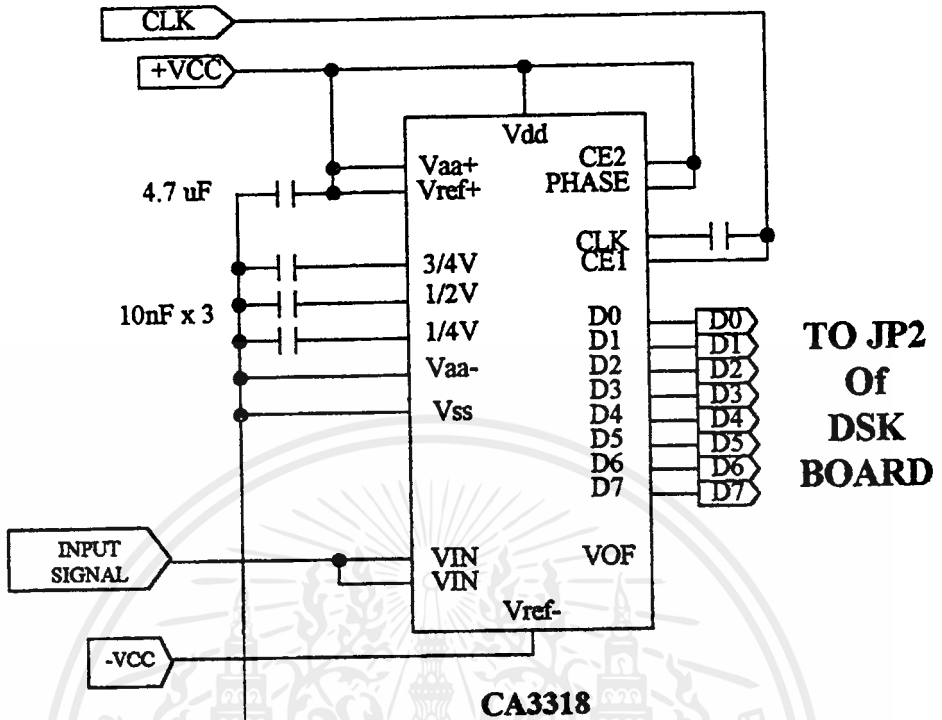 CLK
+VCC
Vdd
Vaa+
CE2
4.7 uF
Vref+
PHASE
3/4V
CLK
CE1
1/2V
10nF x 3
1/4V
D0
D0
TO JP2
D1
D1
Vaa-
D2
D2
Of
D3
D3
Vss
D4
D4
DSK
D5
D5
D6
D6
BOARD
D7
D7
INPUT
SIGNAL
VIN
VOF
VIN
Vref-
-VCC
CA3318